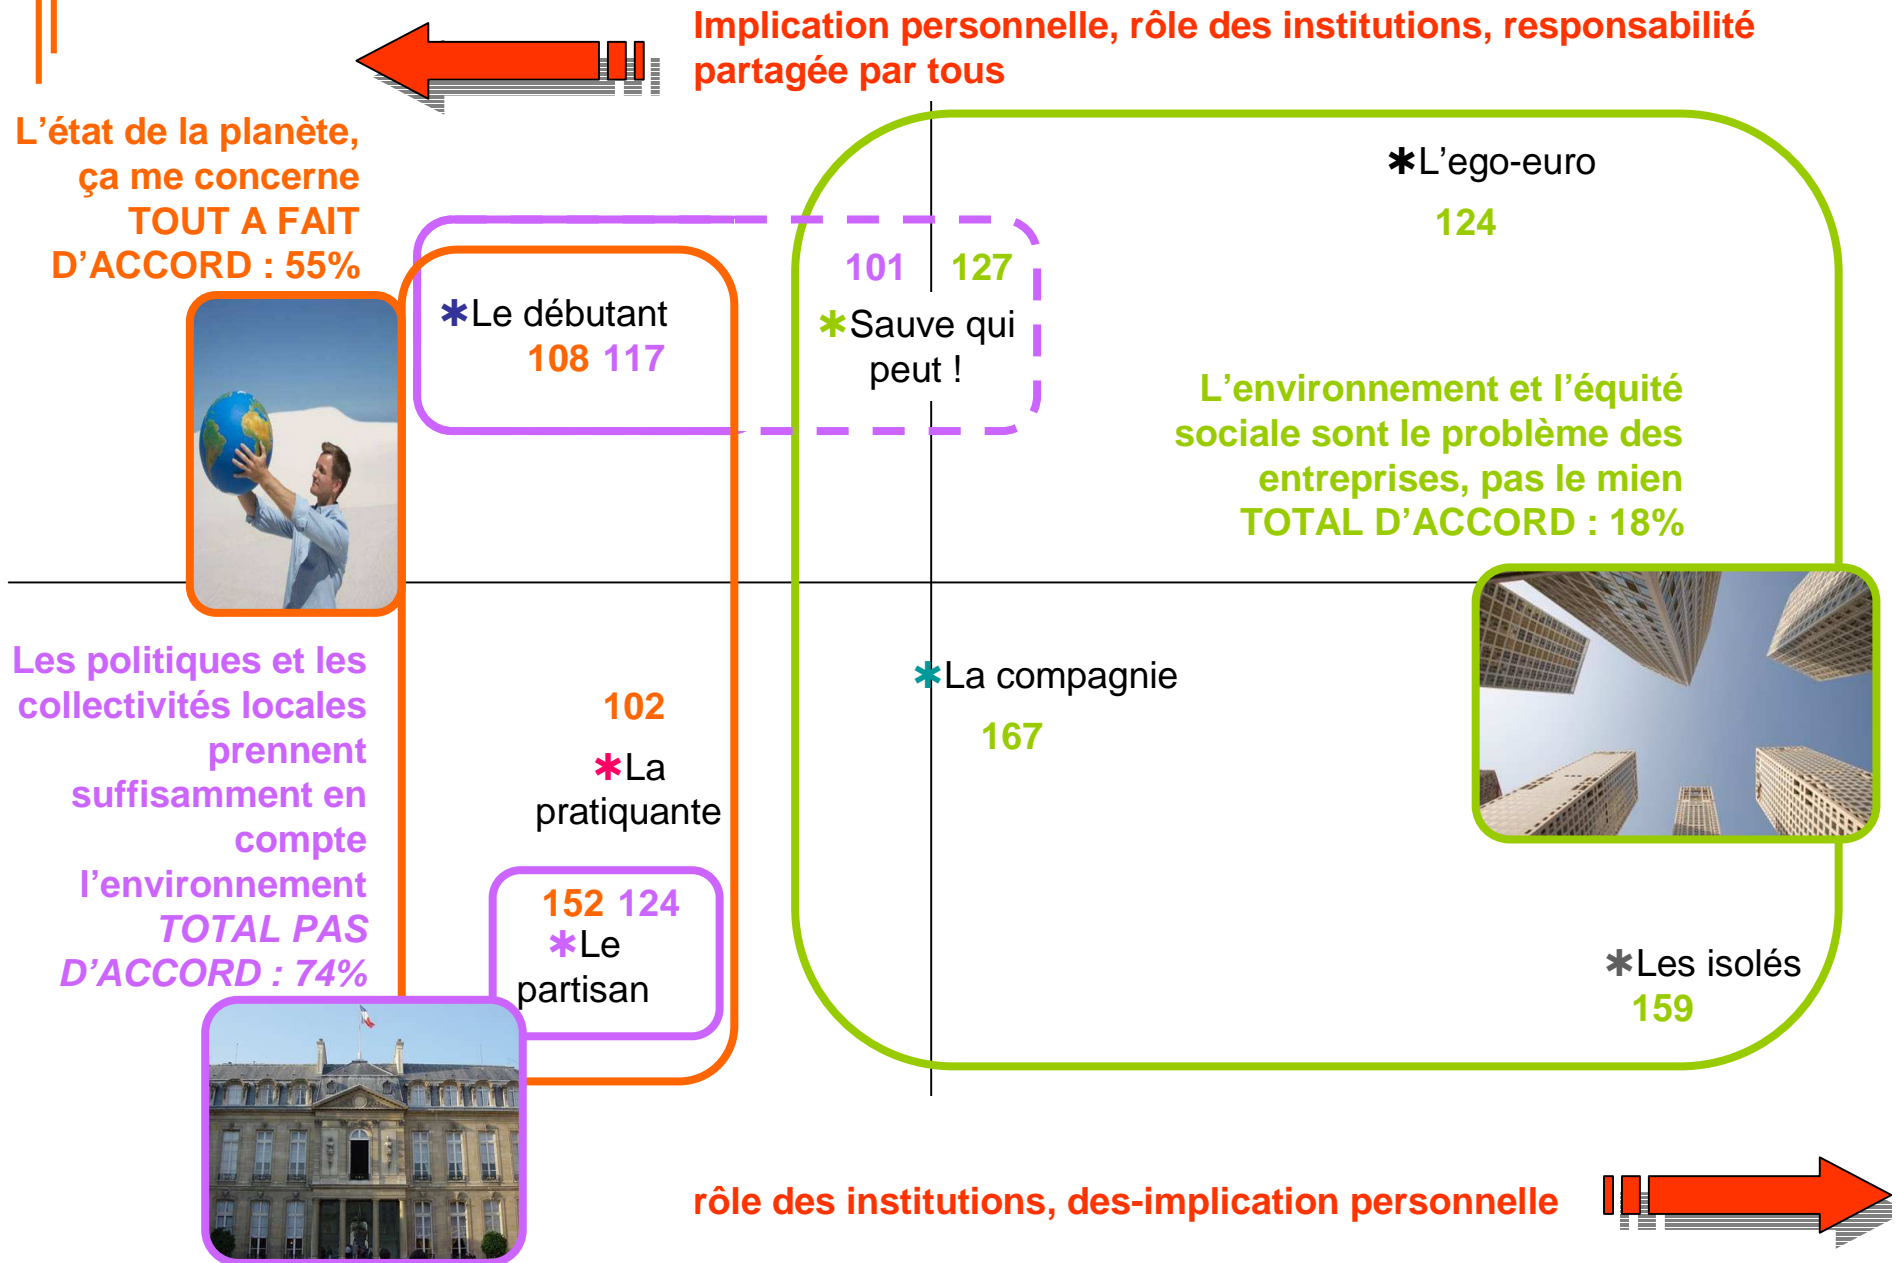 Implication personnelle, rôle des institutions, responsabilité
partagée par tous
L’état de la planète,
ça me concerne
TOUT A FAIT
D’ACCORD : 55%
✱L’ego-euro
124
101 127
✱Le débutant
108 117
✱Sauve qui
peut !
L’environnement et l’équité
sociale sont le problème des
entreprises, pas le mien
TOTAL D’ACCORD : 18%
Les politiques et les
collectivités locales
prennent
suffisamment en
compte
l’environnement
TOTAL PAS
D’ACCORD : 74%
✱La compagnie
167
102
✱La
pratiquante
152 124
✱Le
partisan
✱Les isolés
159
rôle des institutions, des-implication personnelle